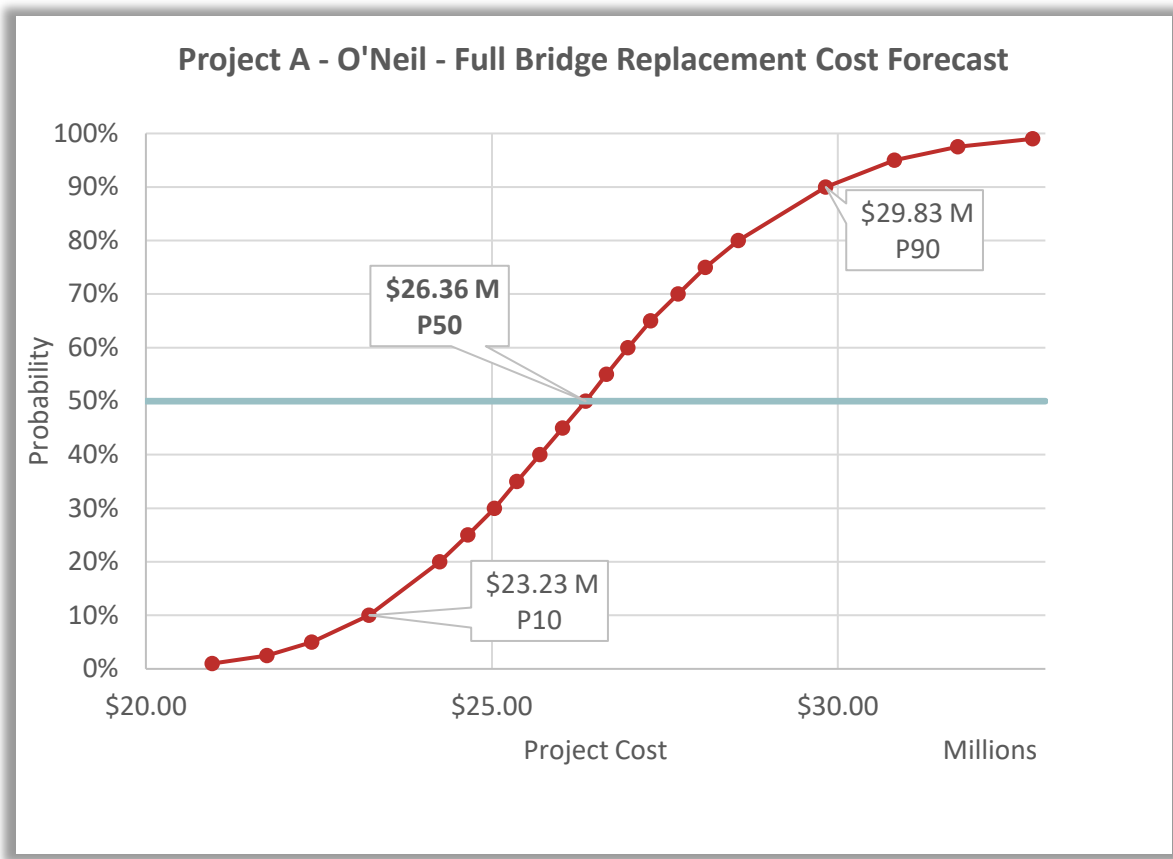 Project A - O'Neil - Full Bridge Replacement Cost Forecast
100%
90%
80%
70%
60%
50%
40%
30%
20%
10%
0%
Probability
$29.83 M
P90
$26.36 M
P50
$23.23 M
P10
$20.00
$25.00
$30.00
Project Cost
Millions